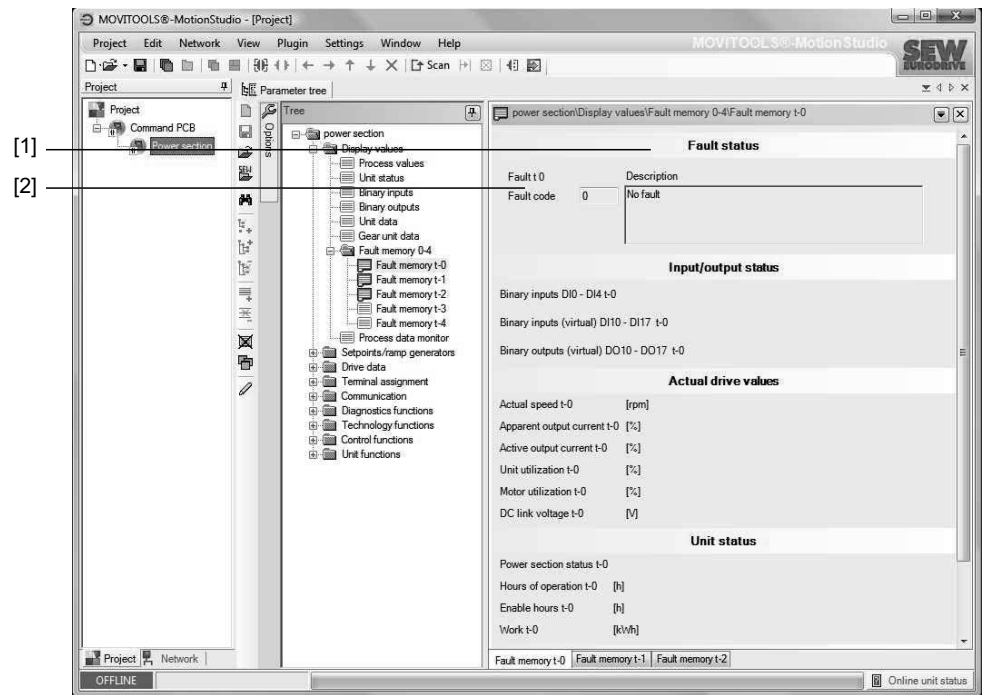 MOVITOOLS®-MotionStudio - [Project]
Project Edit Network View Plugin Settings Window Help
MOVITOOLS®-MotionStudio
SEW
EURODRIVE
Scan
Project
Parameter tree
Project
Command PCB
Power section
Options
Tree
power section
Display values
Process values
Unit status
Binary inputs
Binary outputs
Unit data
Gear unit data
Fault memory 0-4
Fault memory t-0
Fault memory t-1
Fault memory t-2
Fault memory t-3
Fault memory t-4
Process data monitor
Setpoints/ramp generators
Drive data
Terminal assignment
Communication
Diagnostics functions
Technology functions
Control functions
Unit functions
power section\Display values\Fault memory 0-4\Fault memory t-0
[1]
Fault status
[2]
Fault t 0 Description
Fault code 0 No fault
Input/output status
Binary inputs DI0 - DI4 t-0
Binary inputs (virtual) DI10 - DI17 t-0
Binary outputs (virtual) DO10 - DO17 t-0
Actual drive values
Actual speed t-0 [rpm]
Apparent output current t-0 [%]
Active output current t-0 [%]
Unit utilization t-0 [%]
Motor utilization t-0 [%]
DC link voltage t-0 [V]
Unit status
Power section status t-0
Hours of operation t-0 [h]
Enable hours t-0 [h]
Work t-0 [kWh]
Project Network
Fault memory t-0 Fault memory t-1 Fault memory t-2
OFFLINE
Online unit status